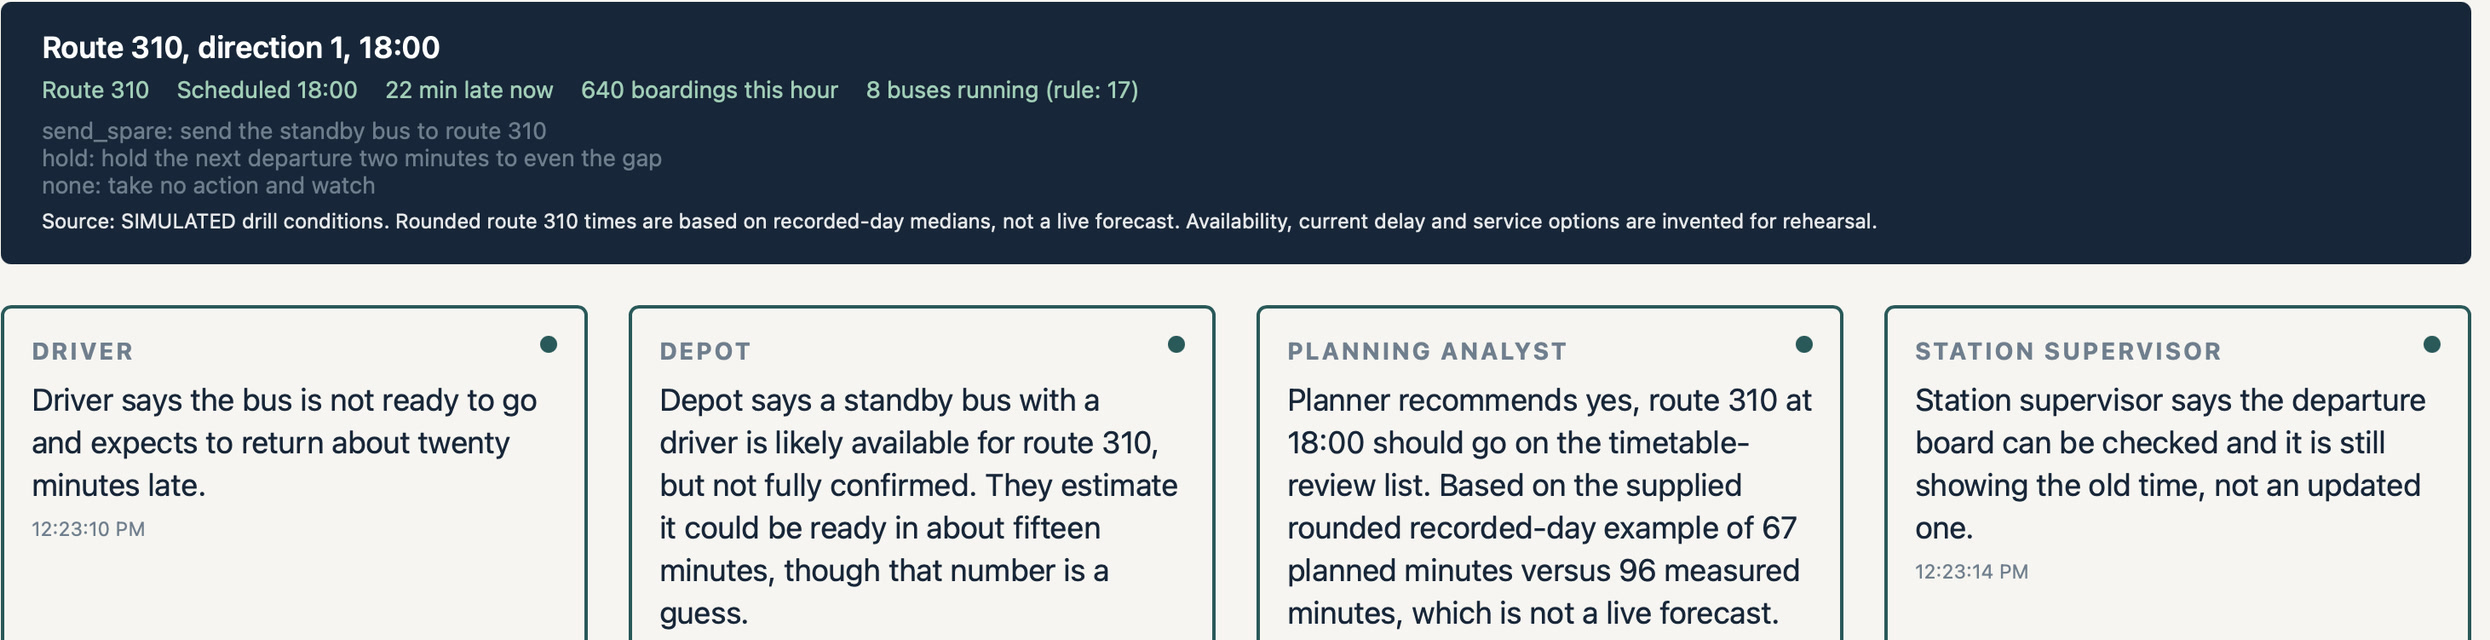 Route 310, direction 1, 18:00
Route 310 Scheduled 18:00 22 min late now 640 boardings this hour 8 buses running (rule: 17)
send_spare: send the standby bus to route 310
hold: hold the next departure two minutes to even the gap
none: take no action and watch
Source: SIMULATED drill conditions. Rounded route 310 times are based on recorded-day medians, not a live forecast. Availability, current delay and service options are invented for rehearsal.
DRIVER
Driver says the bus is not ready to go
and expects to return about twenty
minutes late.
12:23:10 PM
DEPOT
Depot says a standby bus with a
driver is likely available for route 310,
but not fully confirmed. They estimate
it could be ready in about fifteen
minutes, though that number is a
guess.
PLANNING ANALYST
Planner recommends yes, route 310 at
18:00 should go on the timetable-
review list. Based on the supplied
rounded recorded-day example of 67
planned minutes versus 96 measured
minutes, which is not a live forecast.
STATION SUPERVISOR
Station supervisor says the departure
board can be checked and it is still
showing the old time, not an updated
one.
12:23:14 PM